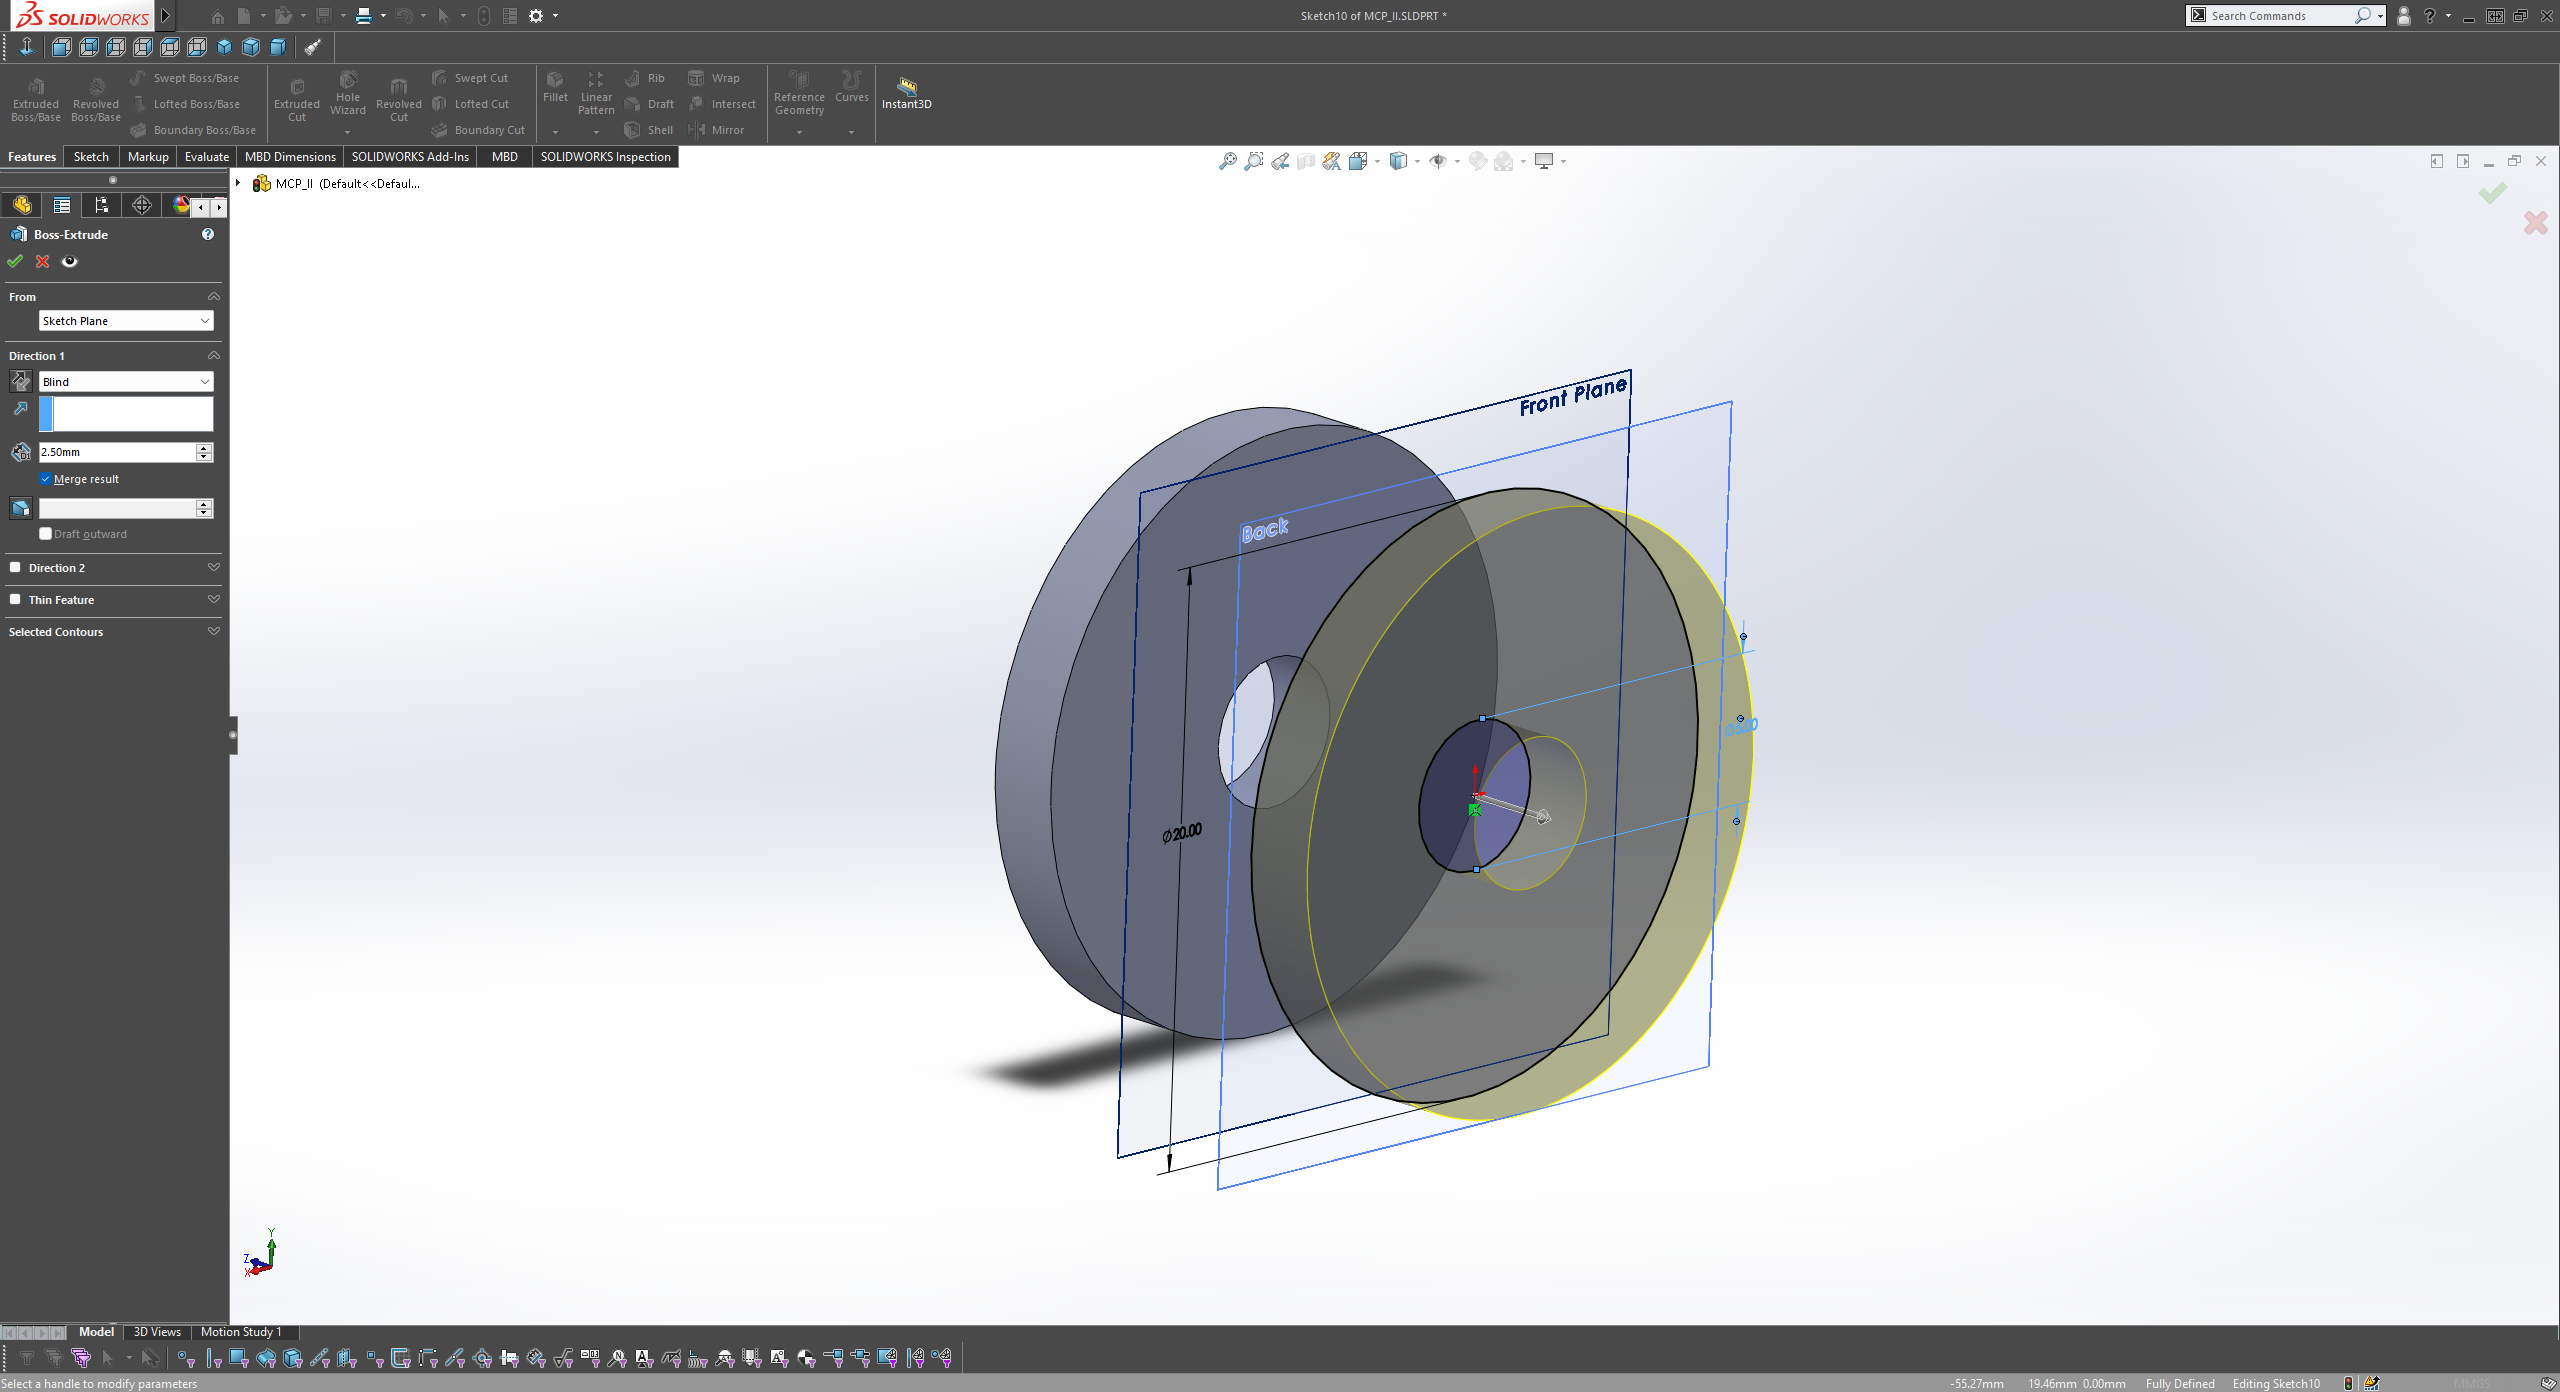 SOLIDWORKS
Sketch10 of MCP_II.SLDPRT *
Search Commands
Extruded Boss/Base
Revolved Boss/Base
Swept Boss/Base
Lofted Boss/Base
Boundary Boss/Base
Extruded Cut
Hole Wizard
Revolved Cut
Swept Cut
Lofted Cut
Boundary Cut
Fillet
Linear Pattern
Rib
Draft
Shell
Wrap
Intersect
Mirror
Reference Geometry
Curves
Instant3D
Features
Sketch
Markup
Evaluate
MBD Dimensions
SOLIDWORKS Add-Ins
MBD
SOLIDWORKS Inspection
MCP_II (Default<<Defaul...
Boss-Extrude
From
Sketch Plane
Direction 1
Blind
2.50mm
Merge result
Draft outward
Direction 2
Thin Feature
Selected Contours
Front Plane
Back
Ø20.00
Ø5.00
Y
Z
X
Model
3D Views
Motion Study 1
Select a handle to modify parameters
-55.27mm
19.46mm
0.00mm
Fully Defined
Editing Sketch10
MMGS